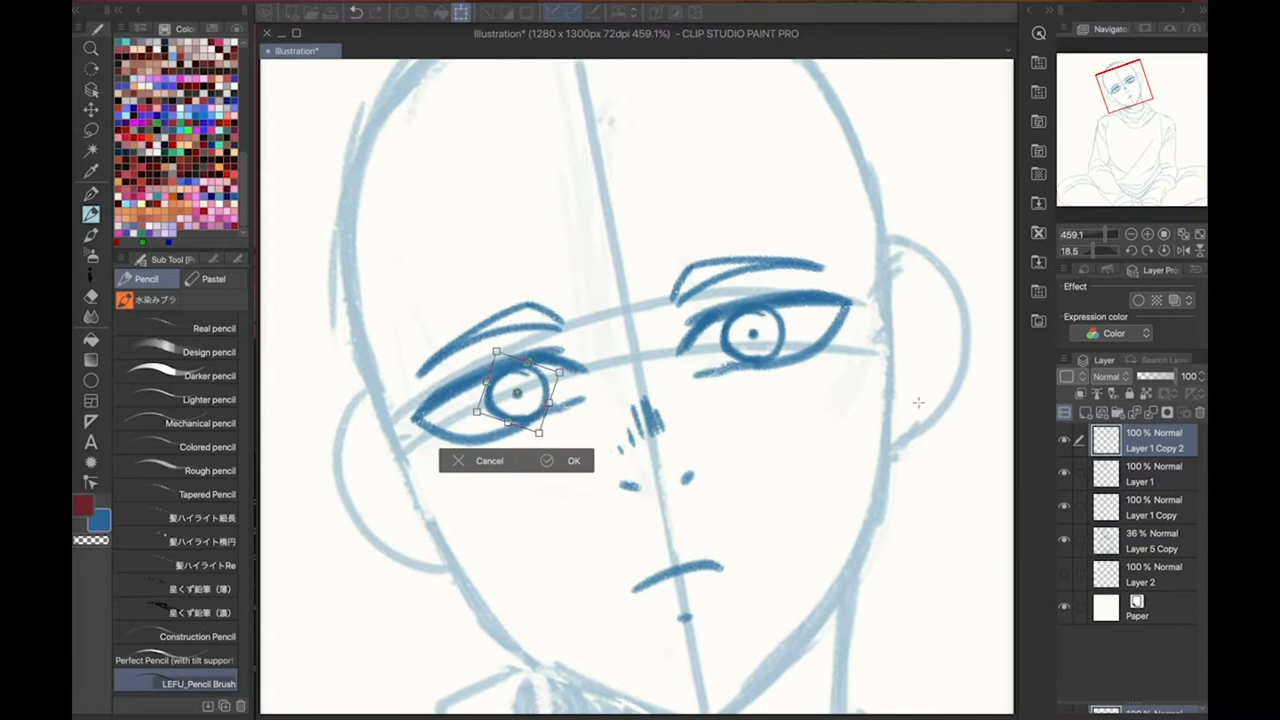 Illustration* (1280 x 1300px 72dpi 459.1%) - CLIP STUDIO PAINT PRO
Illustration*
Colo
Sub Tool [P
Pencil
Pastel
水染みブラ
Real pencil
Design pencil
Darker pencil
Lighter pencil
Mechanical pencil
Colored pencil
Rough pencil
Tapered Pencil
髪ハイライト細長
髪ハイライト楕円
髪ハイライトRe
星くず鉛筆（薄）
星くず鉛筆（濃）
Construction Pencil
Perfect Pencil (with tilt support
LEFU_Pencil Brush
Cancel
OK
Navigator
459.1
18.5
Layer Pro
Effect
Expression color
Color
Layer
Search Layer
Normal
100
100 % Normal
Layer 1 Copy 2
100 % Normal
Layer 1
100 % Normal
Layer 1 Copy
36 % Normal
Layer 5 Copy
100 % Normal
Layer 2
Paper
100 % Normal